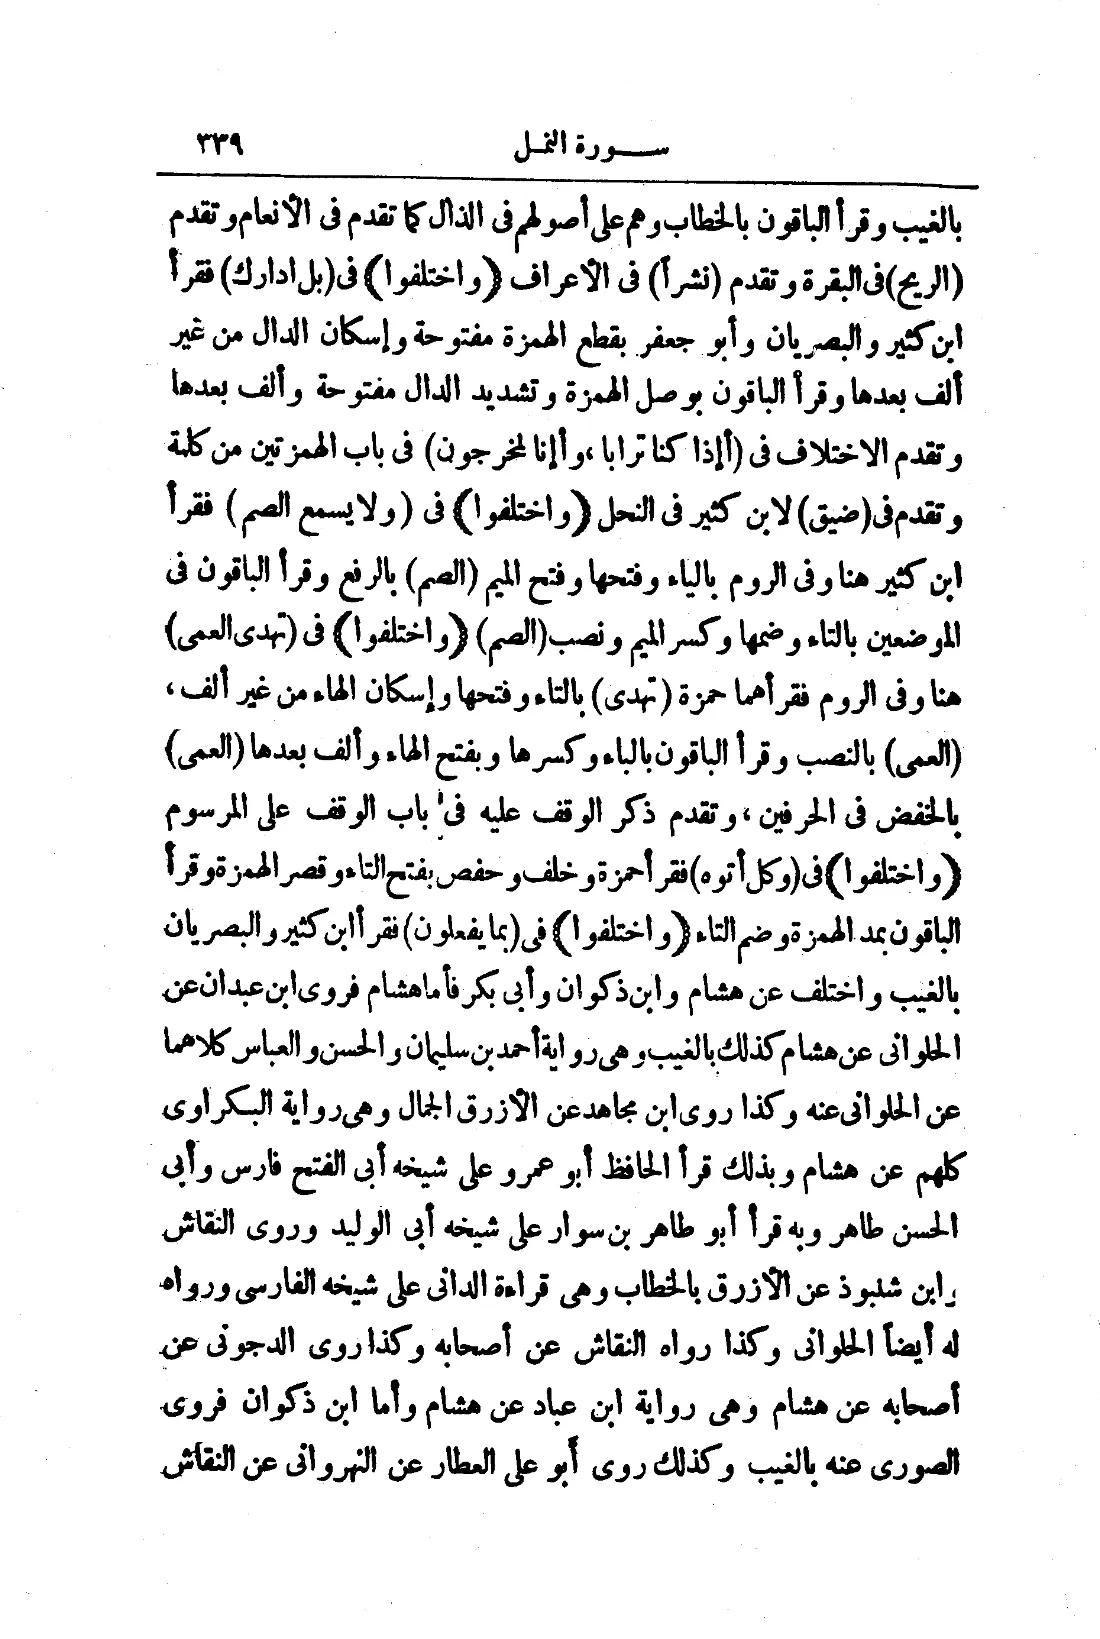 سورة النمل ٣٣٩
بالغيب وقرأ الباقون بالخطاب وهم على أصولهم فى الذال كما تقدم فى الأنعام وتقدم
(الريح) فى البقرة وتقدم (نشراً) فى الأعراف (واختلفوا) فى (بل ادارك) فقرأ
ابن كثير والبصريان وأبو جعفر بقطع الهمزة مفتوحة وإسكان الدال من غير
ألف بعدها وقرأ الباقون بوصل الهمزة وتشديد الدال مفتوحة وألف بعدها
وتقدم الاختلاف فى (أإذا كنا ترابا ، وأإنا لمخرجون) فى باب الهمزتين من كلمة
وتقدم فى (ضيق) لابن كثير فى النحل (واختلفوا) فى (ولا يسمع الصم) فقرأ
ابن كثير هنا وفى الروم بالياء وفتحها وفتح الميم (الصم) بالرفع وقرأ الباقون فى
الموضعين بالتاء وضمها وكسر الميم ونصب (الصم) (واختلفوا) فى (تهدى العمى)
هنا وفى الروم فقرأهما حمزة (تهدى) بالتاء وفتحها وإسكان الهاء من غير ألف ،
(العمى) بالنصب وقرأ الباقون بالباء وكسرها وبفتح الهاء وألف بعدها (العمى)
بالخفض فى الحرفين ، وتقدم ذكر الوقف عليه فى باب الوقف على المرسوم
(واختلفوا) فى (وكل أتوه) فقرأ حمزة وخلف وحفص بفتح التاء وقصر الهمزة وقرأ
الباقون بمد الهمزة وضم التاء (واختلفوا) فى (بما يفعلون) فقرأ ابن كثير والبصريان
بالغيب واختلف عن هشام وابن ذكوان وأبى بكر فأما هشام فروى ابن عبدان عن
الحلوانى عن هشام كذلك بالغيب وهى رواية أحمد بن سليمان والحسن والعباس كلاهما
عن الحلوانى عنه وكذا روى ابن مجاهد عن الأزرق الجمال وهى رواية البكراوى
كلهم عن هشام وبذلك قرأ الحافظ أبو عمرو على شيخه أبى الفتح فارس وأبى
الحسن طاهر وبه قرأ أبو طاهر بن سوار على شيخه أبى الوليد وروى النقاش
وابن شنبوذ عن الأزرق بالخطاب وهى قراءة الدانى على شيخه الفارسى ورواه
له أيضاً الحلوانى وكذا رواه النقاش عن أصحابه وكذا روى الدجونى عن
أصحابه عن هشام وهى رواية ابن عباد عن هشام وأما ابن ذكوان فروى
الصورى عنه بالغيب وكذلك روى أبو على العطار عن النهروانى عن النقاش